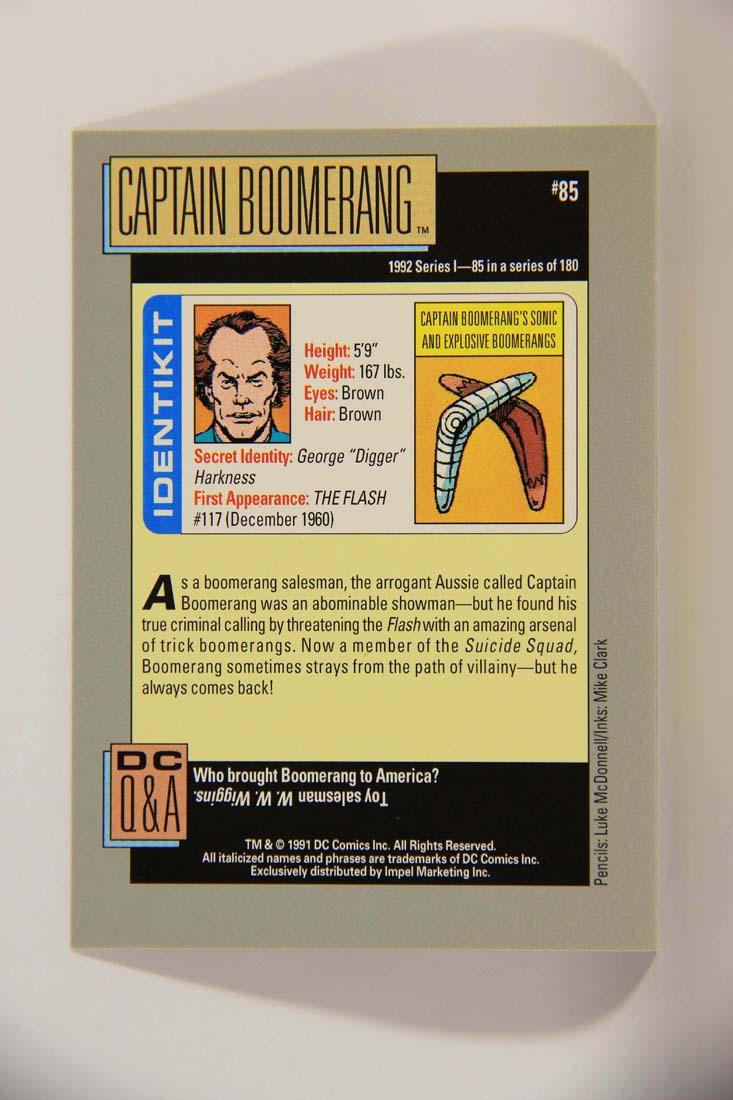 CAPTAIN BOOMERANG™
#85
1992 Series I—85 in a series of 180
IDENTIKIT
Height: 5'9"
Weight: 167 lbs.
Eyes: Brown
Hair: Brown
Secret Identity: George "Digger"
Harkness
First Appearance: THE FLASH
#117 (December 1960)
CAPTAIN BOOMERANG'S SONIC
AND EXPLOSIVE BOOMERANGS
As a boomerang salesman, the arrogant Aussie called Captain
Boomerang was an abominable showman—but he found his
true criminal calling by threatening the Flash with an amazing arsenal
of trick boomerangs. Now a member of the Suicide Squad,
Boomerang sometimes strays from the path of villainy—but he
always comes back!
DC
Q&A
Who brought Boomerang to America?
Toy salesman W. W. Wiggins.
TM & © 1991 DC Comics Inc. All Rights Reserved.
All italicized names and phrases are trademarks of DC Comics Inc.
Exclusively distributed by Impel Marketing Inc.
Pencils: Luke McDonnell/Inks: Mike Clark